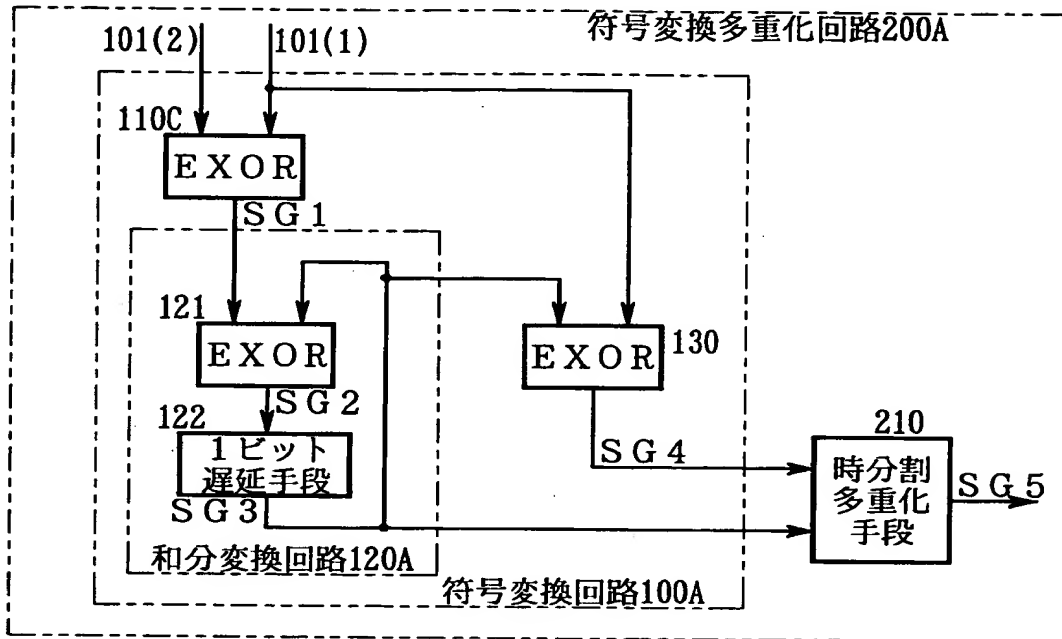 符号変換多重化回路200A
101(2) 101(1)
110C
EXOR
SG1
121
EXOR
SG2
EXOR
130
122
1ビット
遅延手段
SG3
SG4
210
時分割
多重化
手段
SG5
和分変換回路120A
符号変換回路100A